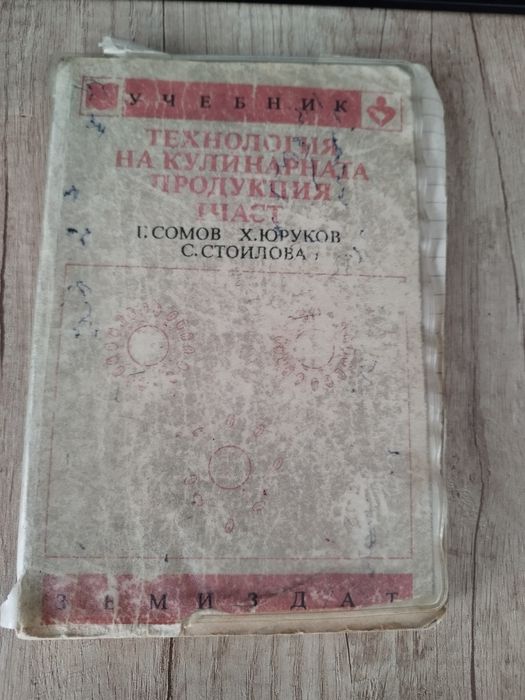 УЧЕБНИК
ТЕХНОЛОГИЯ
НА КУЛИНАРНАТА
ПРОДУКЦИЯ
I ЧАСТ
Г. СОМОВ Х. ЮРУКОВ
С. СТОИЛОВА
ЗЕМИЗДАТ